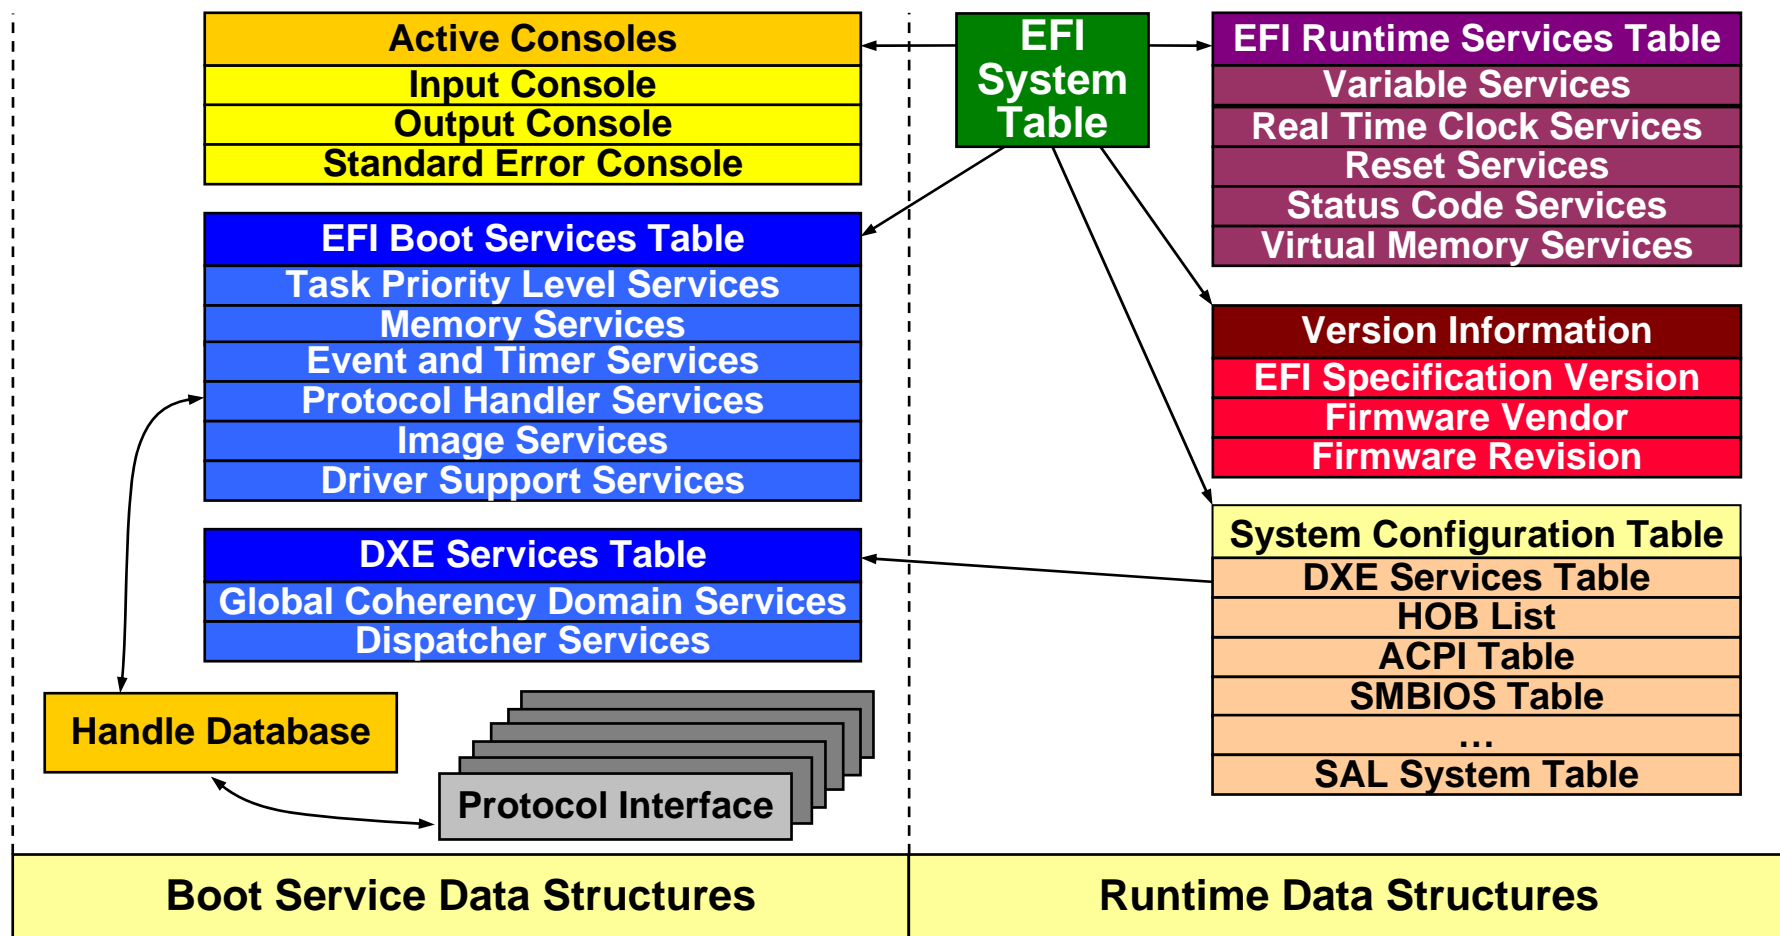 Active Consoles
Input Console
Output Console
Standard Error Console
EFI
System
Table
EFI Runtime Services Table
Variable Services
Real Time Clock Services
Reset Services
Status Code Services
Virtual Memory Services
EFI Boot Services Table
Task Priority Level Services
Memory Services
Event and Timer Services
Protocol Handler Services
Image Services
Driver Support Services
Version Information
EFI Specification Version
Firmware Vendor
Firmware Revision
DXE Services Table
Global Coherency Domain Services
Dispatcher Services
System Configuration Table
DXE Services Table
HOB List
ACPI Table
SMBIOS Table
…
SAL System Table
Handle Database
Protocol Interface
Boot Service Data Structures
Runtime Data Structures